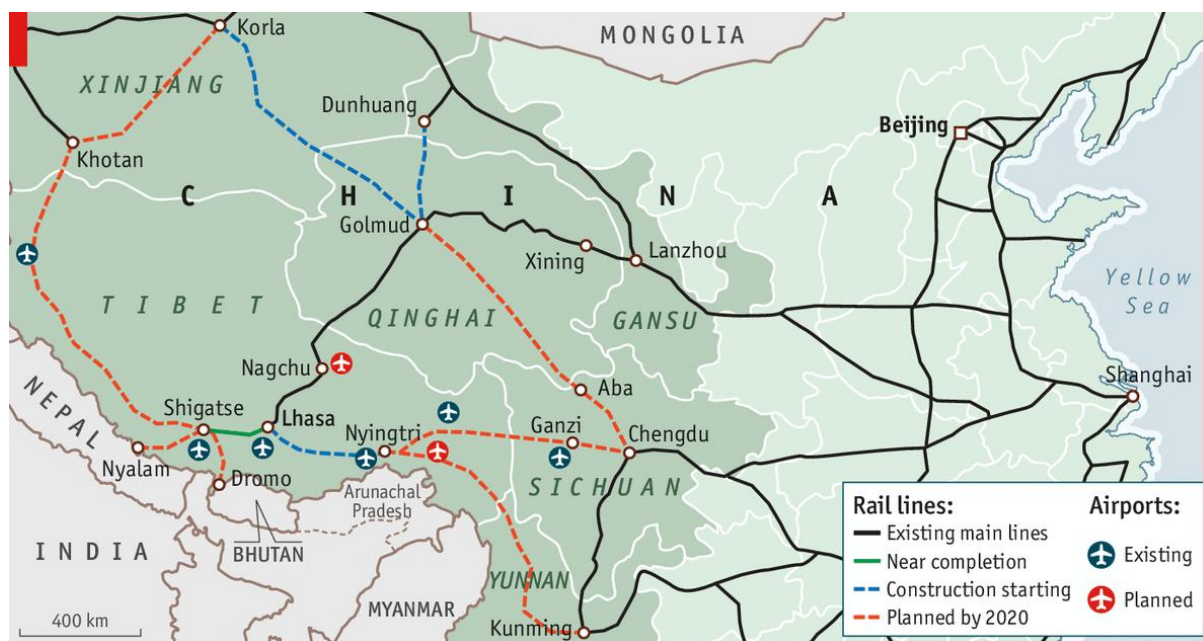 Korla
MONGOLIA
XINJIANG
Dunhuang
Beijing
Khotan
C H I N A
Golmud
Xining
Lanzhou
Yellow
Sea
TIBET
QINGHAI
GANSU
Nagchu
Aba
Shanghai
NEPAL
Shigatse
Lhasa
Nyingtri
Ganzi
Chengdu
Nyalam
Dromo
Arunachal
Pradesh
SICHUAN
INDIA
BHUTAN
YUNNAN
MYANMAR
Kunming
400 km
Rail lines:
Existing main lines
Near completion
Construction starting
Planned by 2020
Airports:
Existing
Planned